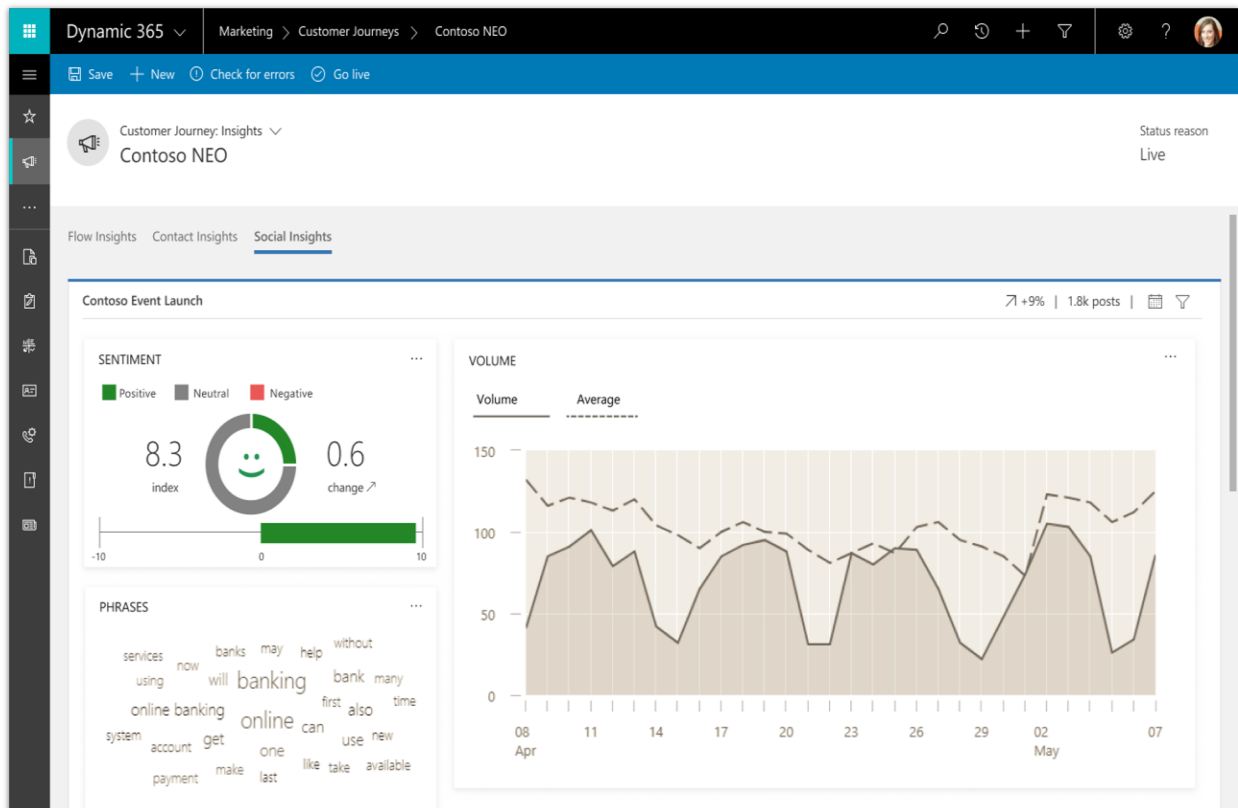 Dynamic 365
Marketing > Customer Journeys > Contoso NEO
?
Save New Check for errors Go live
Customer Journey: Insights
Contoso NEO
Status reason
Live
Flow Insights Contact Insights Social Insights
Contoso Event Launch
+9% | 1.8k posts |
SENTIMENT
...
Positive Neutral Negative
8.3
index
0.6
change
-10 0 10
PHRASES
...
without
banks may help
services
now
using will banking bank many
first time
online banking also
online can
system get use new
account one
like take available
make
payment last
VOLUME
...
Volume Average
150
100
50
0
08 11 14 17 20 23 26 29 02 07
Apr May